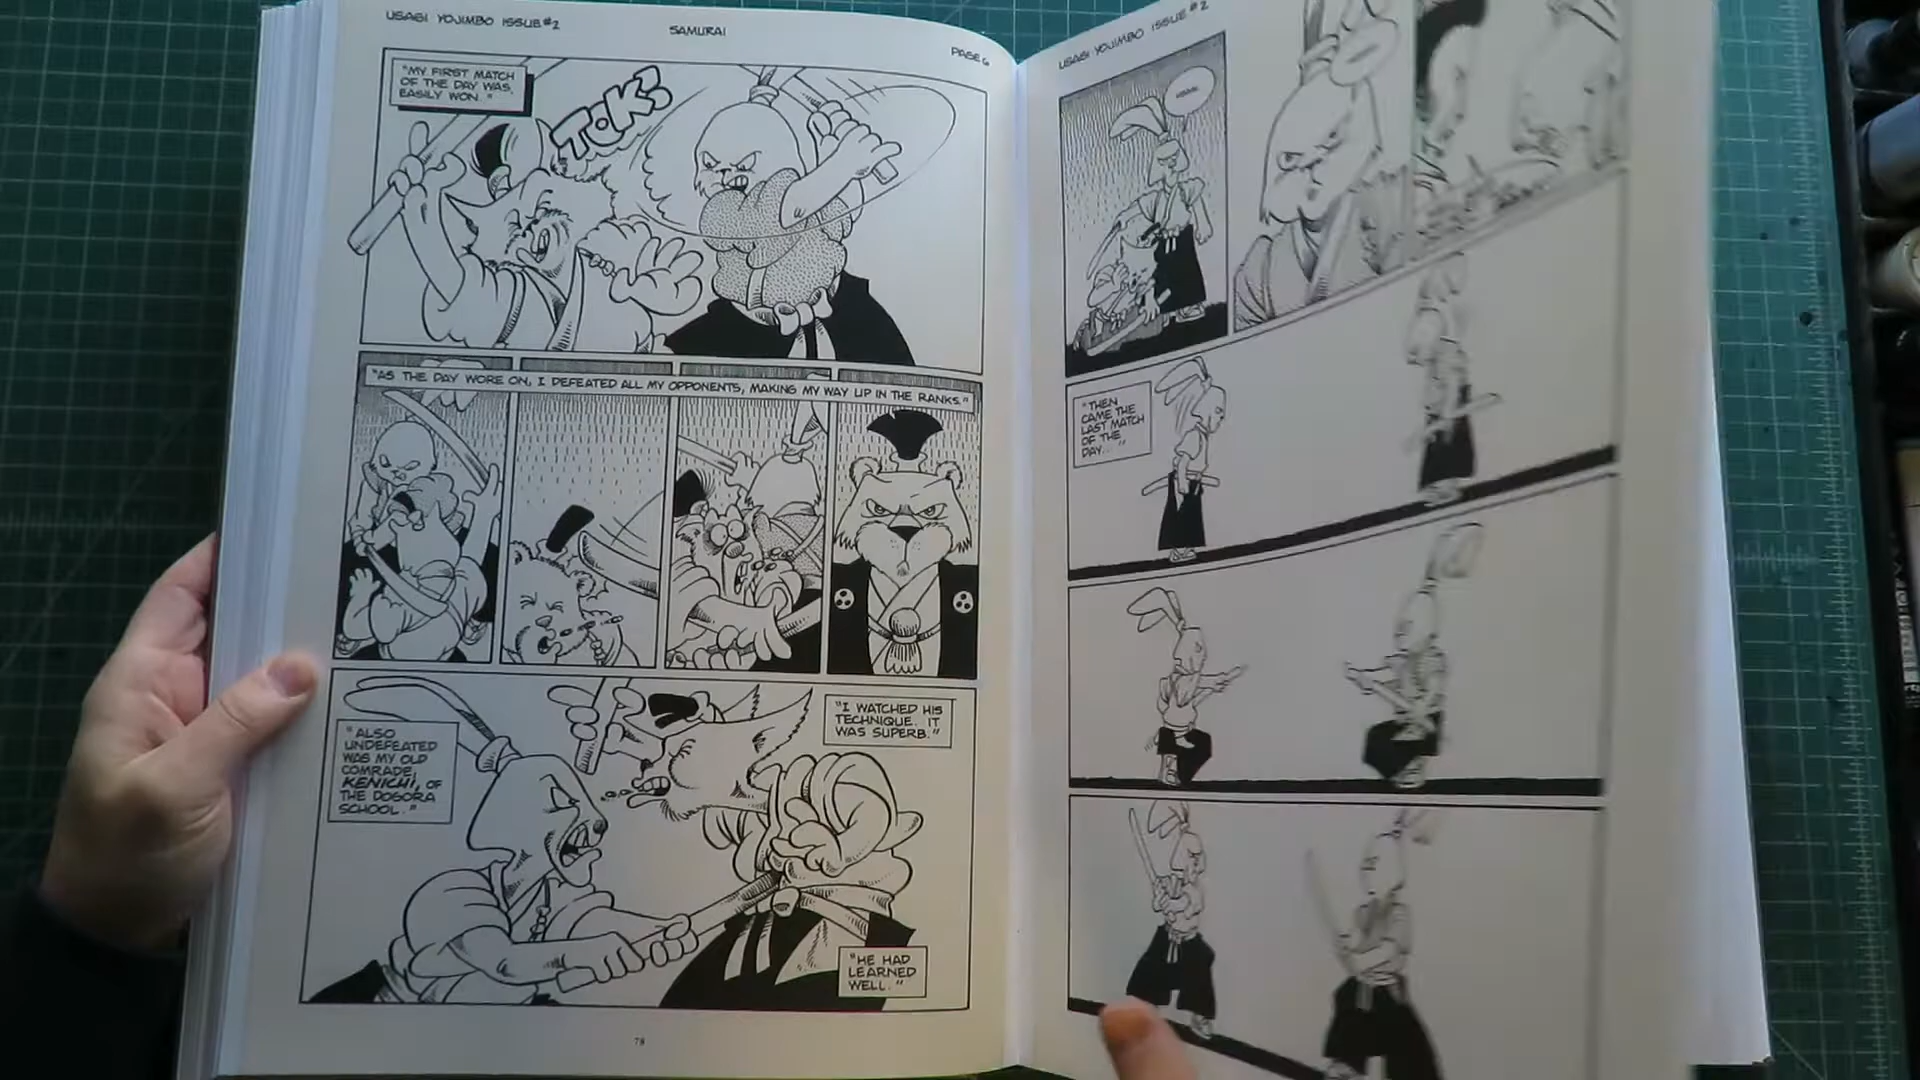 USAGI YOJIMBO ISSUE #2
SAMURAI
PAGE 6
"MY FIRST MATCH
OF THE DAY WAS
EASILY WON."
TOK!
"AS THE DAY WORE ON, I DEFEATED ALL MY OPPONENTS, MAKING MY WAY UP IN THE RANKS."
"ALSO
UNDEFEATED
WAS MY OLD
COMRADE,
KENICHI, OF
THE DOGORA
SCHOOL."
"I WATCHED HIS
TECHNIQUE. IT
WAS SUPERB."
"HE HAD
LEARNED
WELL."
78
USAGI YOJIMBO ISSUE #2
"THEN
CAME THE
LAST MATCH
OF THE
DAY..."